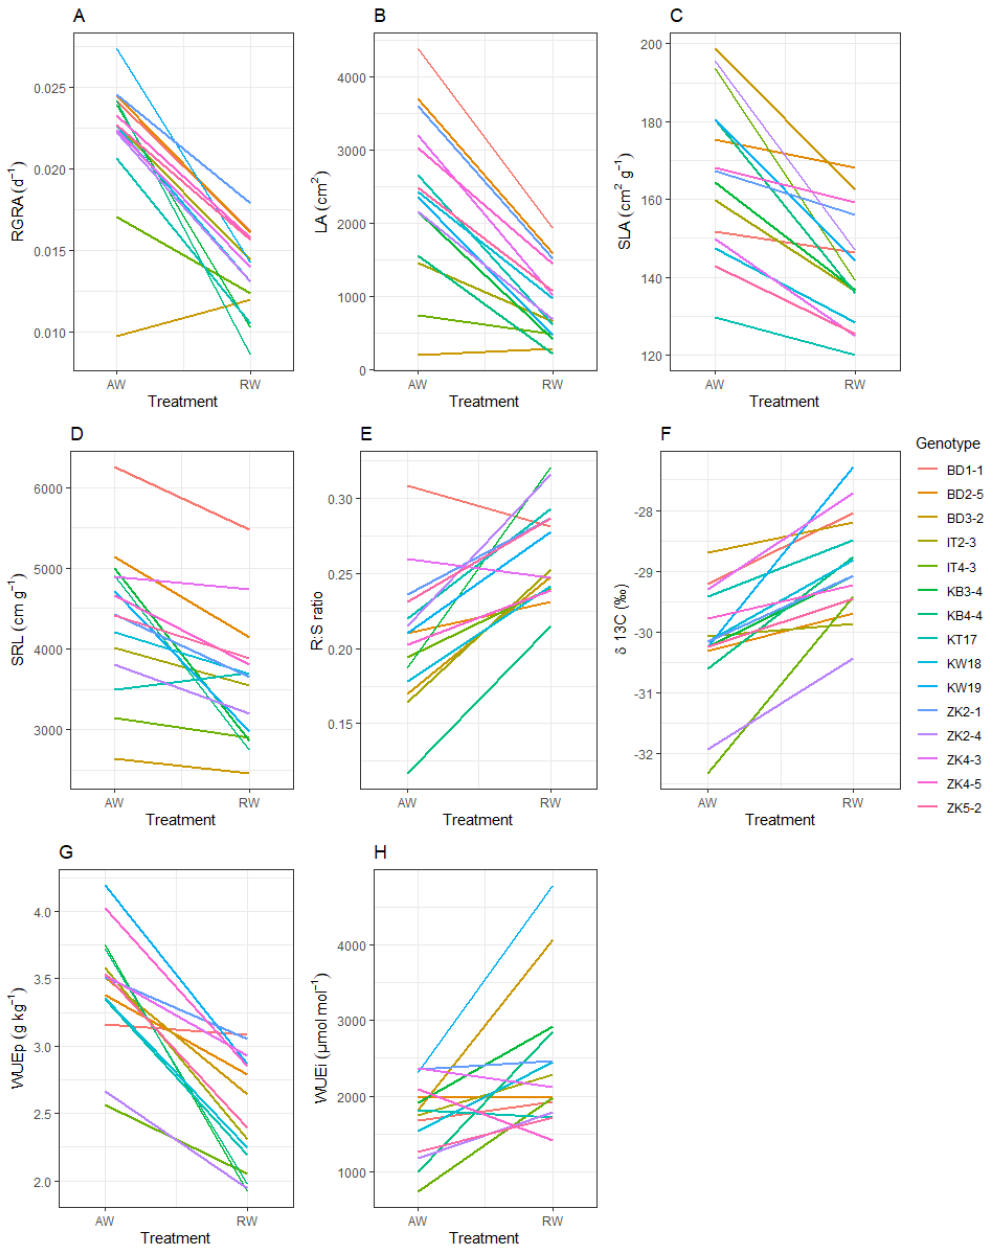 A
RGRA (d⁻¹)
0.025
0.020
0.015
0.010
AW
RW
Treatment
B
LA (cm²)
4000
3000
2000
1000
0
AW
RW
Treatment
C
SLA (cm² g⁻¹)
200
180
160
140
120
AW
RW
Treatment
D
SRL (cm g⁻¹)
6000
5000
4000
3000
AW
RW
Treatment
E
R:S ratio
0.30
0.25
0.20
0.15
AW
RW
Treatment
F
δ 13C (‰)
-28
-29
-30
-31
-32
AW
RW
Treatment
Genotype
BD1-1
BD2-5
BD3-2
IT2-3
IT4-3
KB3-4
KB4-4
KT17
KW18
KW19
ZK2-1
ZK2-4
ZK4-3
ZK4-5
ZK5-2
G
WUEp (g kg⁻¹)
4.0
3.5
3.0
2.5
2.0
AW
RW
Treatment
H
WUEi (μmol mol⁻¹)
4000
3000
2000
1000
AW
RW
Treatment